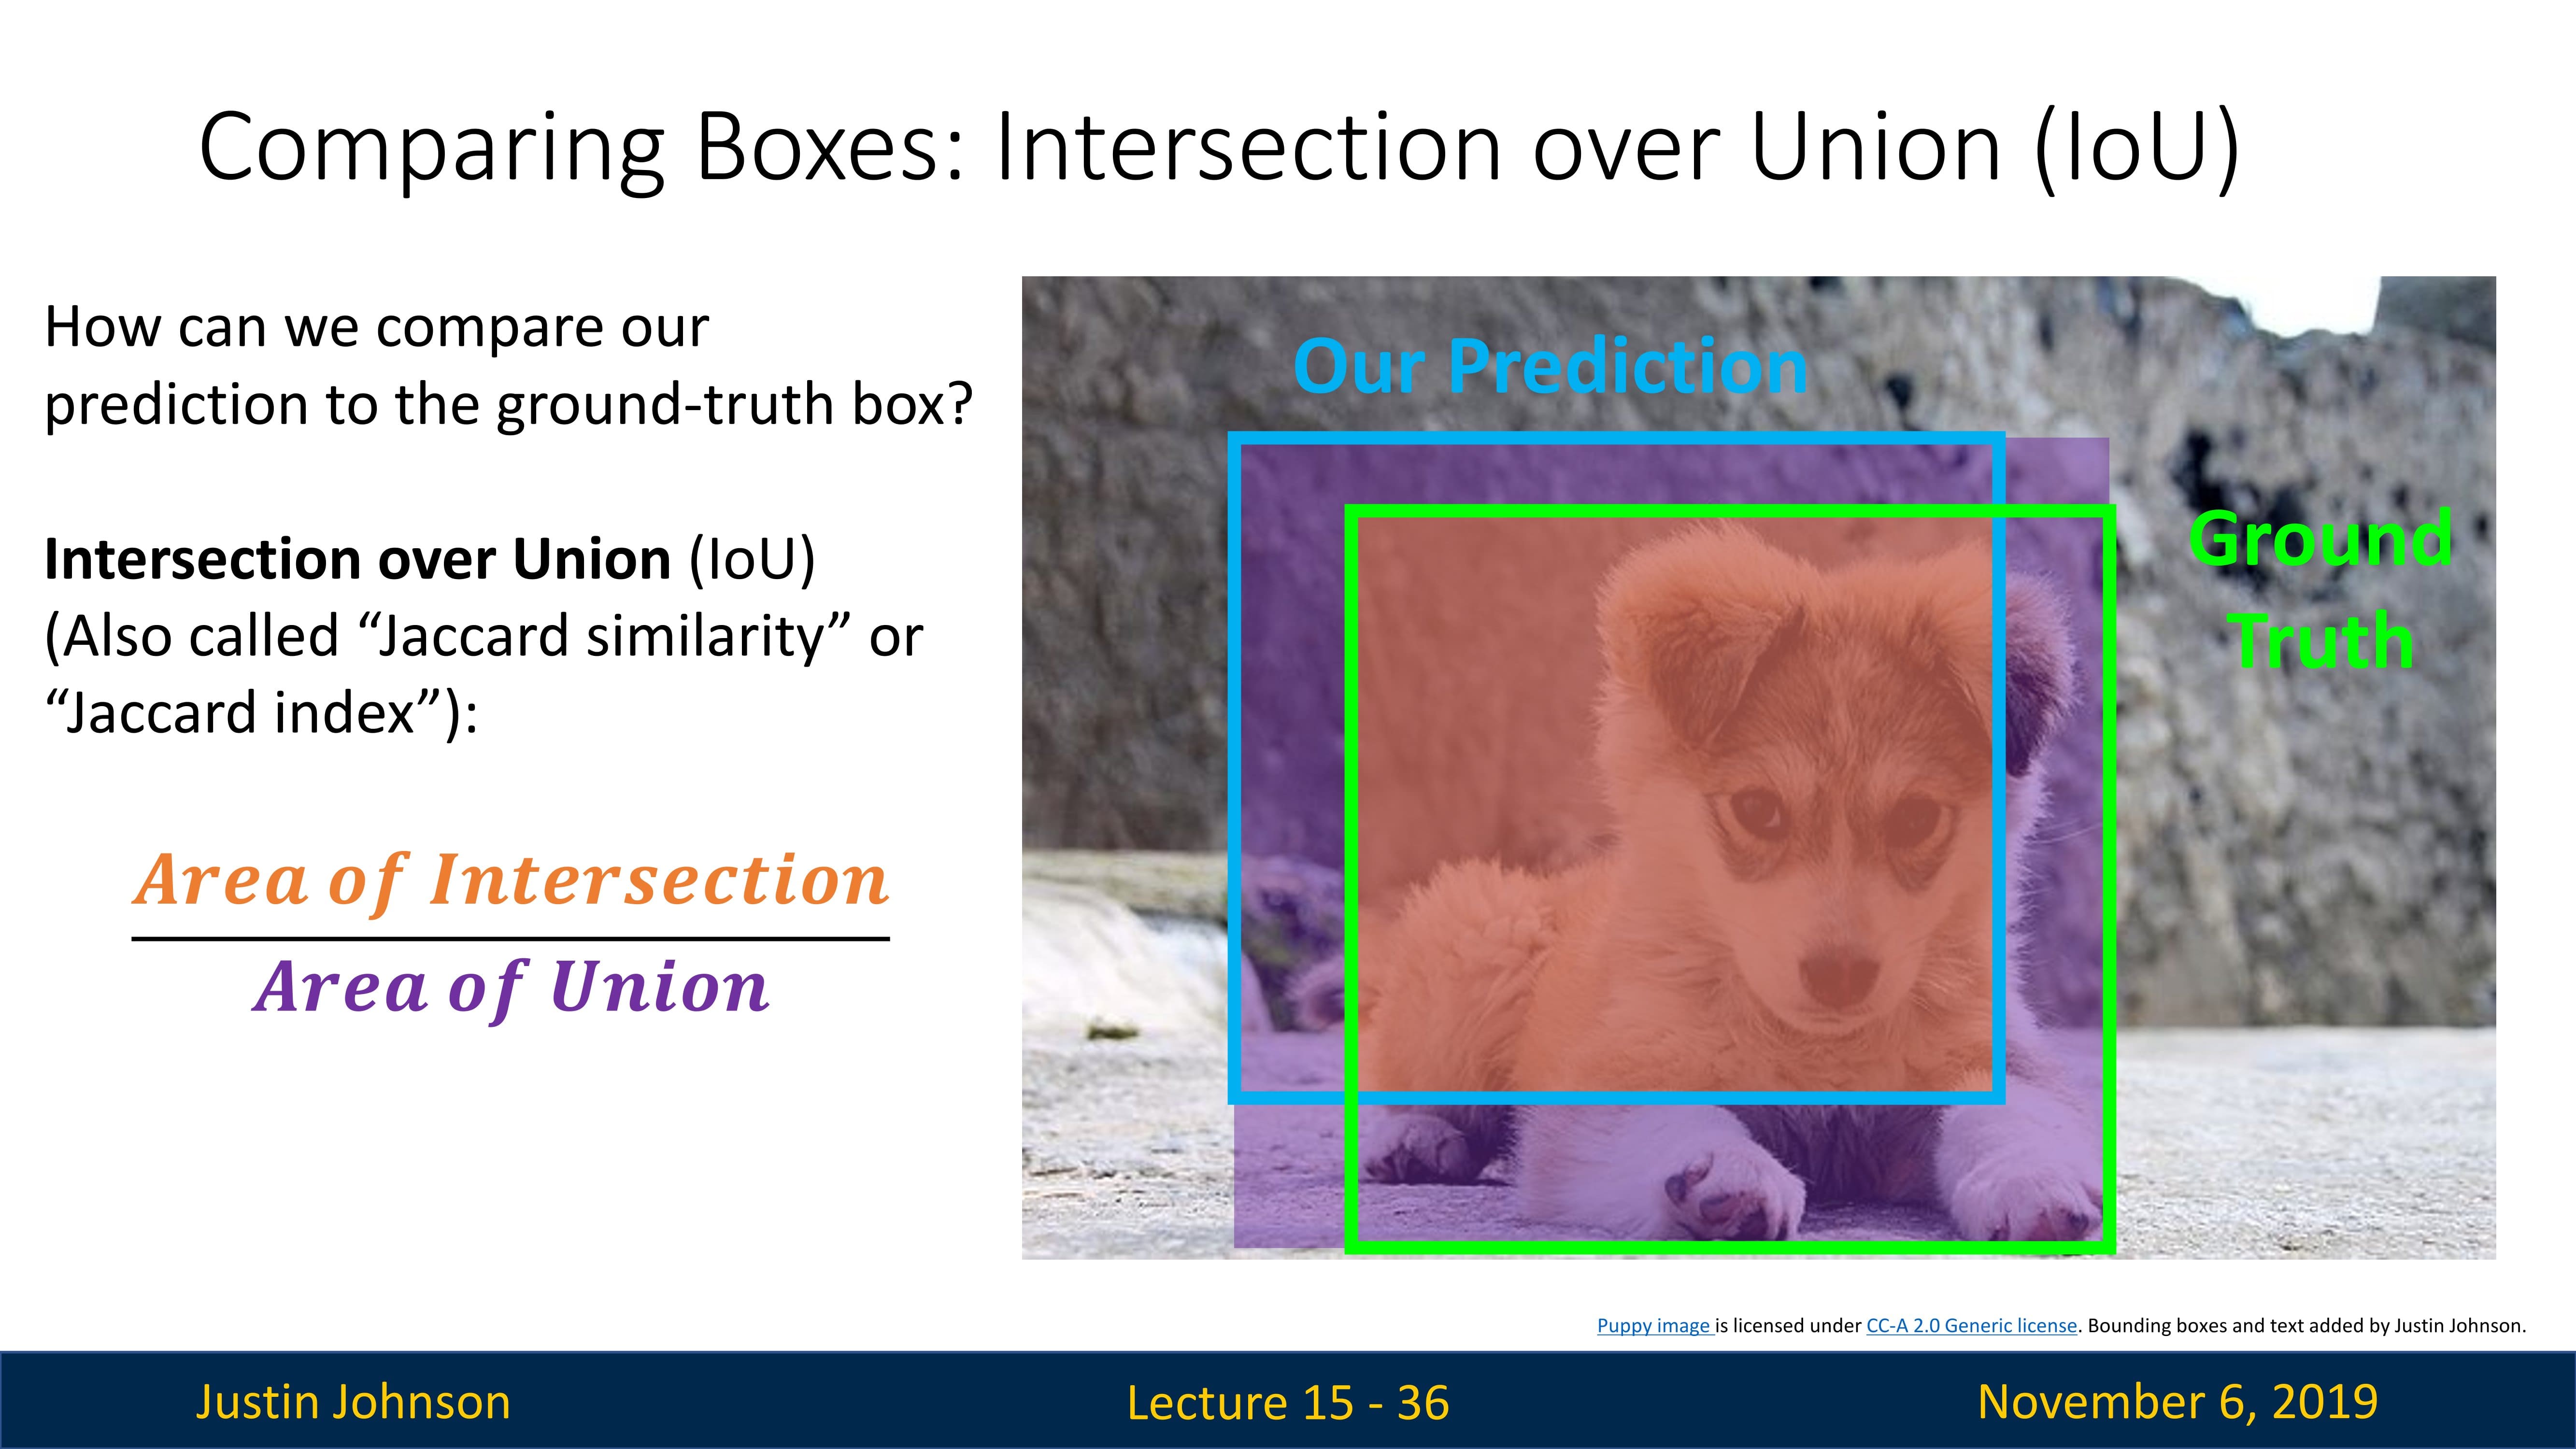 Comparing Boxes: Intersection over Union (IoU)
How can we compare our
prediction to the ground-truth box?
Intersection over Union (IoU)
(Also called “Jaccard similarity” or
“Jaccard index”):
Area of Intersection
Area of Union
Our Prediction
Ground
Truth
Puppy image is licensed under CC-A 2.0 Generic license. Bounding boxes and text added by Justin Johnson.
Justin Johnson
Lecture 15 - 36
November 6, 2019